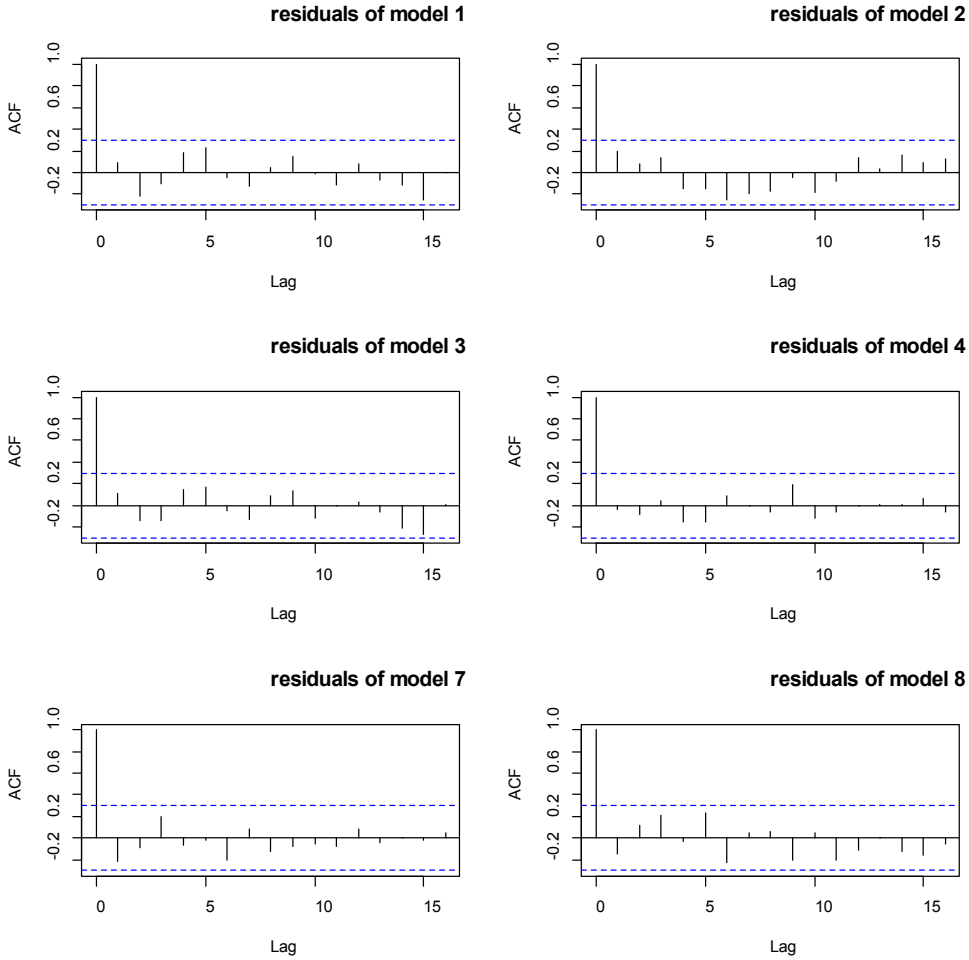 residuals of model 1
ACF
1.0
0.6
0.2
-0.2
0 5 10 15
Lag
residuals of model 2
ACF
1.0
0.6
0.2
-0.2
0 5 10 15
Lag
residuals of model 3
ACF
1.0
0.6
0.2
-0.2
0 5 10 15
Lag
residuals of model 4
ACF
1.0
0.6
0.2
-0.2
0 5 10 15
Lag
residuals of model 7
ACF
1.0
0.6
0.2
-0.2
0 5 10 15
Lag
residuals of model 8
ACF
1.0
0.6
0.2
-0.2
0 5 10 15
Lag